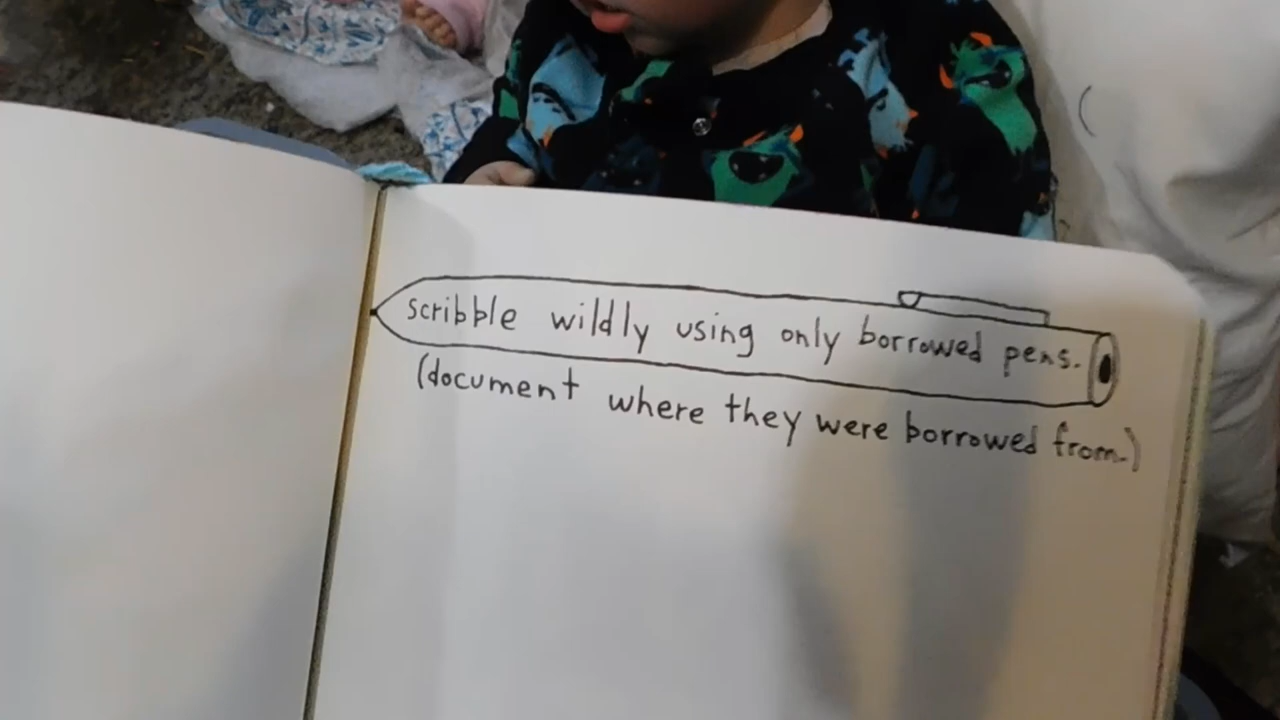 scribble wildly using only borrowed pens.
(document where they were borrowed from.)